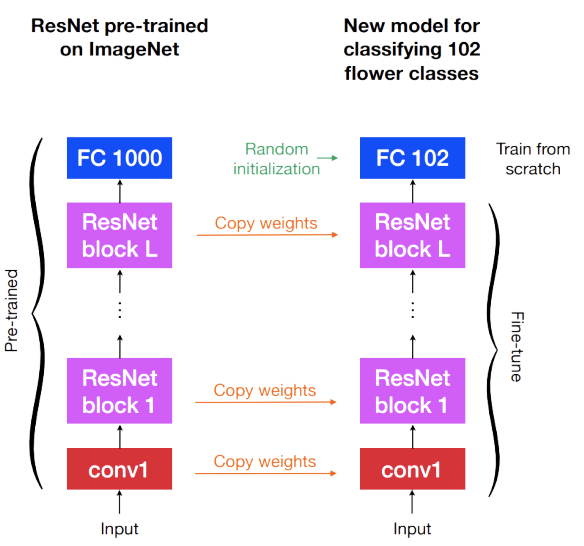 ResNet pre-trained
on ImageNet
New model for
classifying 102
flower classes
FC 1000
Random
initialization
FC 102
Train from
scratch
ResNet
block L
Copy weights
ResNet
block L
Pre-trained
Fine-tune
ResNet
block 1
Copy weights
ResNet
block 1
conv1
Copy weights
conv1
Input
Input